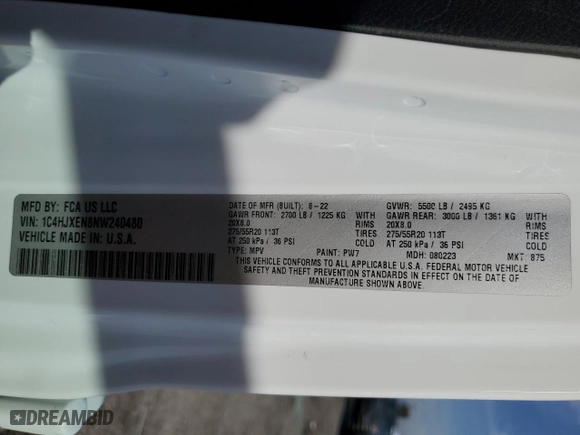 MFD BY: FCA US LLC
VIN: 1C4HJXEN8NW240480
VEHICLE MADE IN: U.S.A.
DATE OF MFR (BUILT): 8-22 GVWR: 5500 LB / 2495 KG
GAWR FRONT: 2700 LB / 1225 KG WITH GAWR REAR: 3000 LB / 1361 KG WITH
20X8.0 RIMS 20X8.0 RIMS
275/55R20 113T TIRES 275/55R20 113T TIRES
AT 250 kPa / 36 PSI AT 250 kPa / 36 PSI
TYPE: MPV PAINT: PW7 MDH: 080223 MKT: 875
THIS VEHICLE CONFORMS TO ALL APPLICABLE U.S.A. FEDERAL MOTOR VEHICLE
SAFETY AND THEFT PREVENTION STANDARDS IN EFFECT ON THE DATE OF
MANUFACTURE SHOWN ABOVE.
DREAMBID